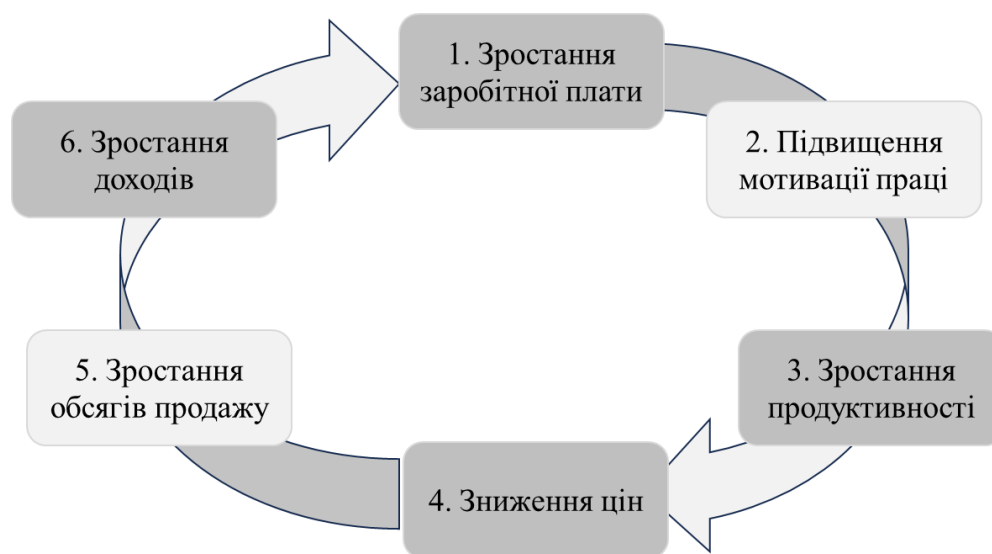 1. Зростання
заробітної плати
2. Підвищення
мотивації праці
3. Зростання
продуктивності
4. Зниження цін
5. Зростання
обсягів продажу
6. Зростання
доходів